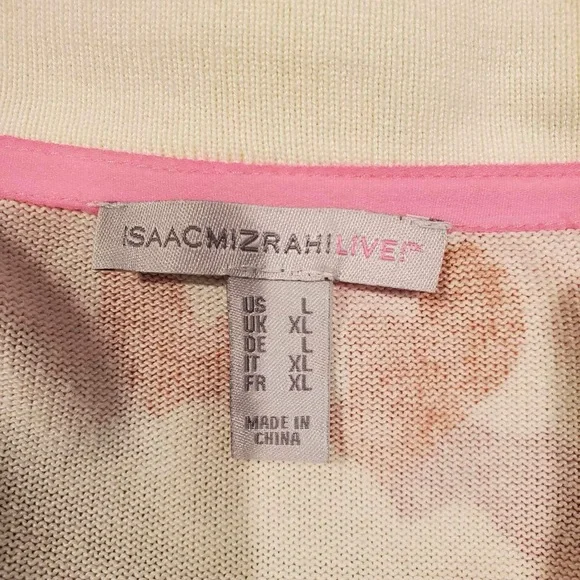 ISAACMIZRAHILIVE!
US L
UK XL
DE L
IT XL
FR XL
MADE IN
CHINA